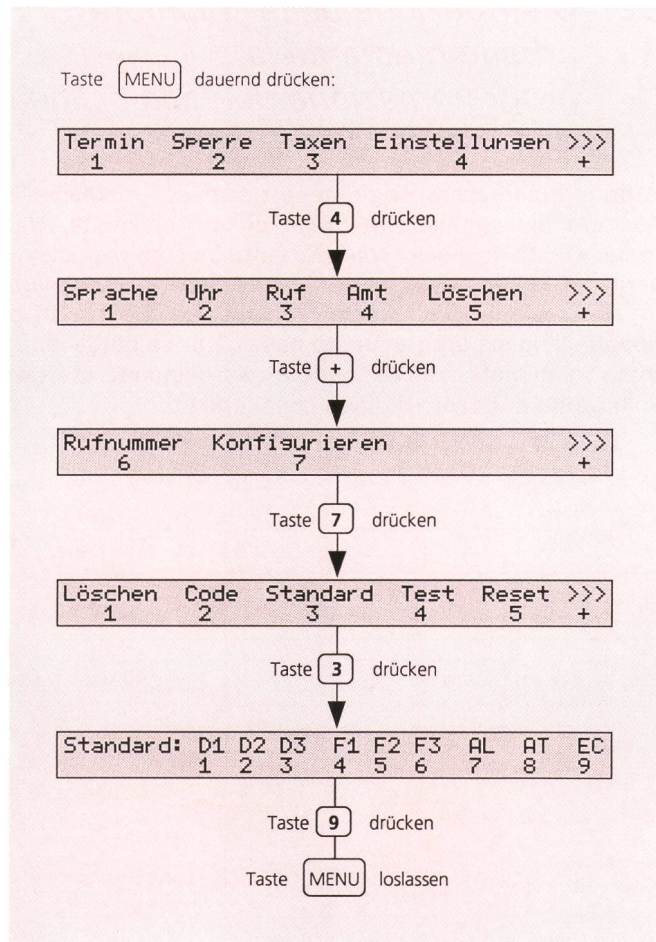 Taste MENU dauernd drücken:
Termin Sperre Taxen Einstellungen >>>
1 2 3 4 +
Taste 4 drücken
Sprache Uhr Ruf Amt Löschen >>>
1 2 3 4 5 +
Taste + drücken
Rufnummer Konfigurieren >>>
6 7 +
Taste 7 drücken
Löschen Code Standard Test Reset >>>
1 2 3 4 5 +
Taste 3 drücken
Standard: D1 D2 D3 F1 F2 F3 AL AT EC
1 2 3 4 5 6 7 8 9
Taste 9 drücken
Taste MENU loslassen